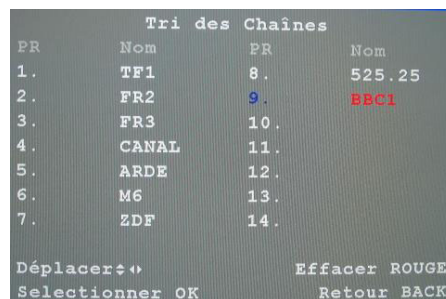 Tri des Chaînes
PR Nom PR Nom
1. TF1 8. 525.25
2. FR2 9. BBC1
3. FR3 10.
4. CANAL 11.
5. ARDE 12.
6. M6 13.
7. ZDF 14.
Déplacer Effacer ROUGE
Selectionner OK Retour BACK